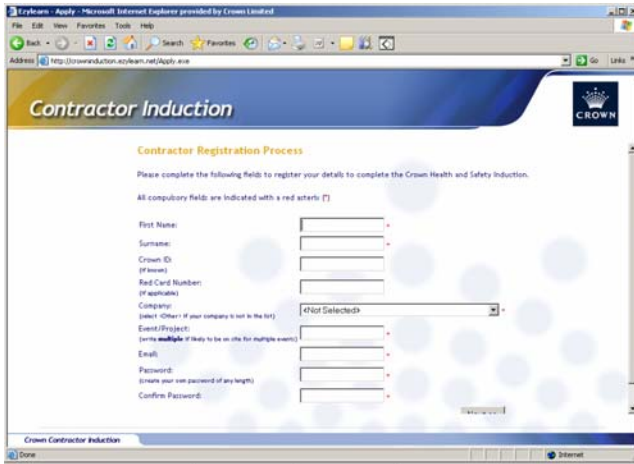 Ezylearn - Apply - Microsoft Internet Explorer provided by Crown Limited
File Edit View Favorites Tools Help
Back Search Favorites
Address http://crowninduction.ezylearn.net/Apply.exe Go Links
Contractor Induction
CROWN
Contractor Registration Process
Please complete the following fields to register your details to complete the Crown Health and Safety Induction.
All compulsory fields are indicated with a red asterix (*)
First Name: *
Surname: *
Crown ID:
(if known)
Red Card Number:
(if applicable)
Company: <Not Selected> *
(select <Other> if your company is not in the list)
Event/Project: *
(write multiple if likely to be on site for multiple events)
Email: *
Password: *
(create your own password of any length)
Confirm Password: *
Crown Contractor Induction
Done Internet